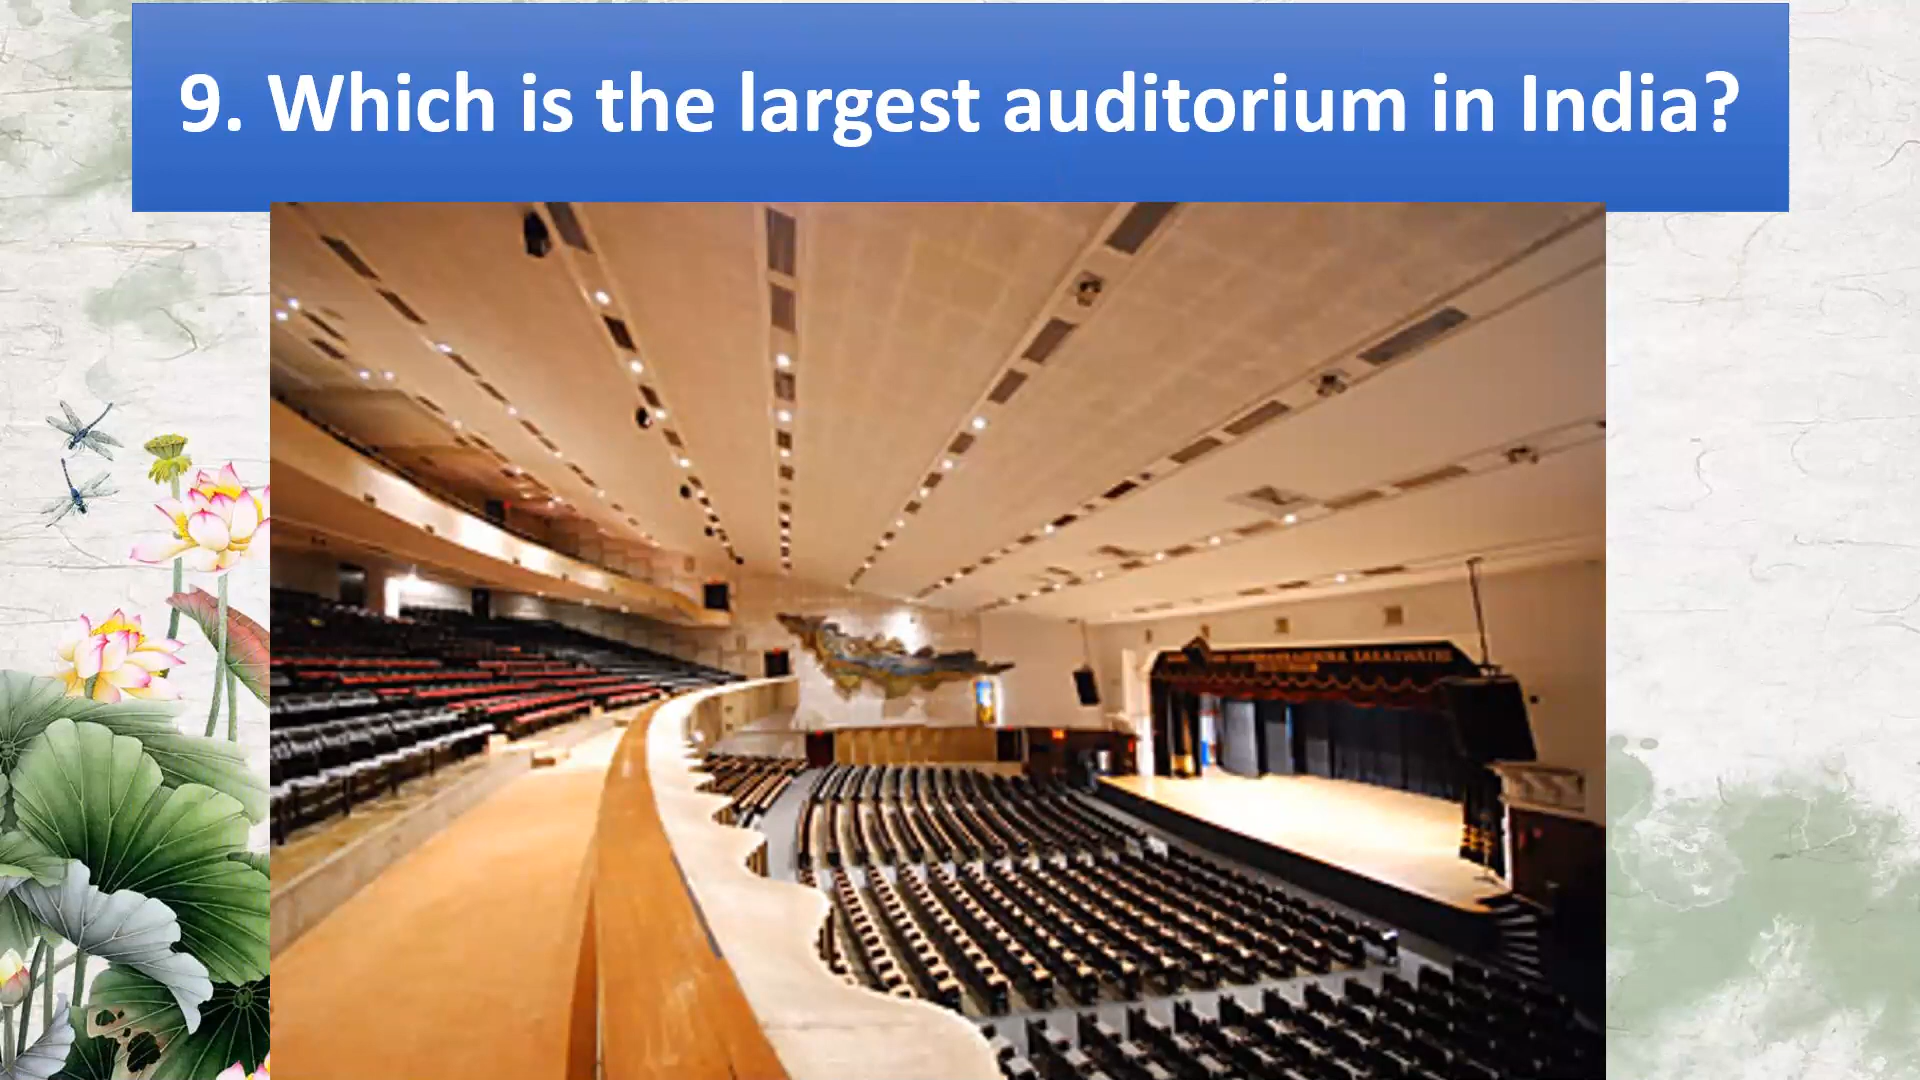 9. Which is the largest auditorium in India?